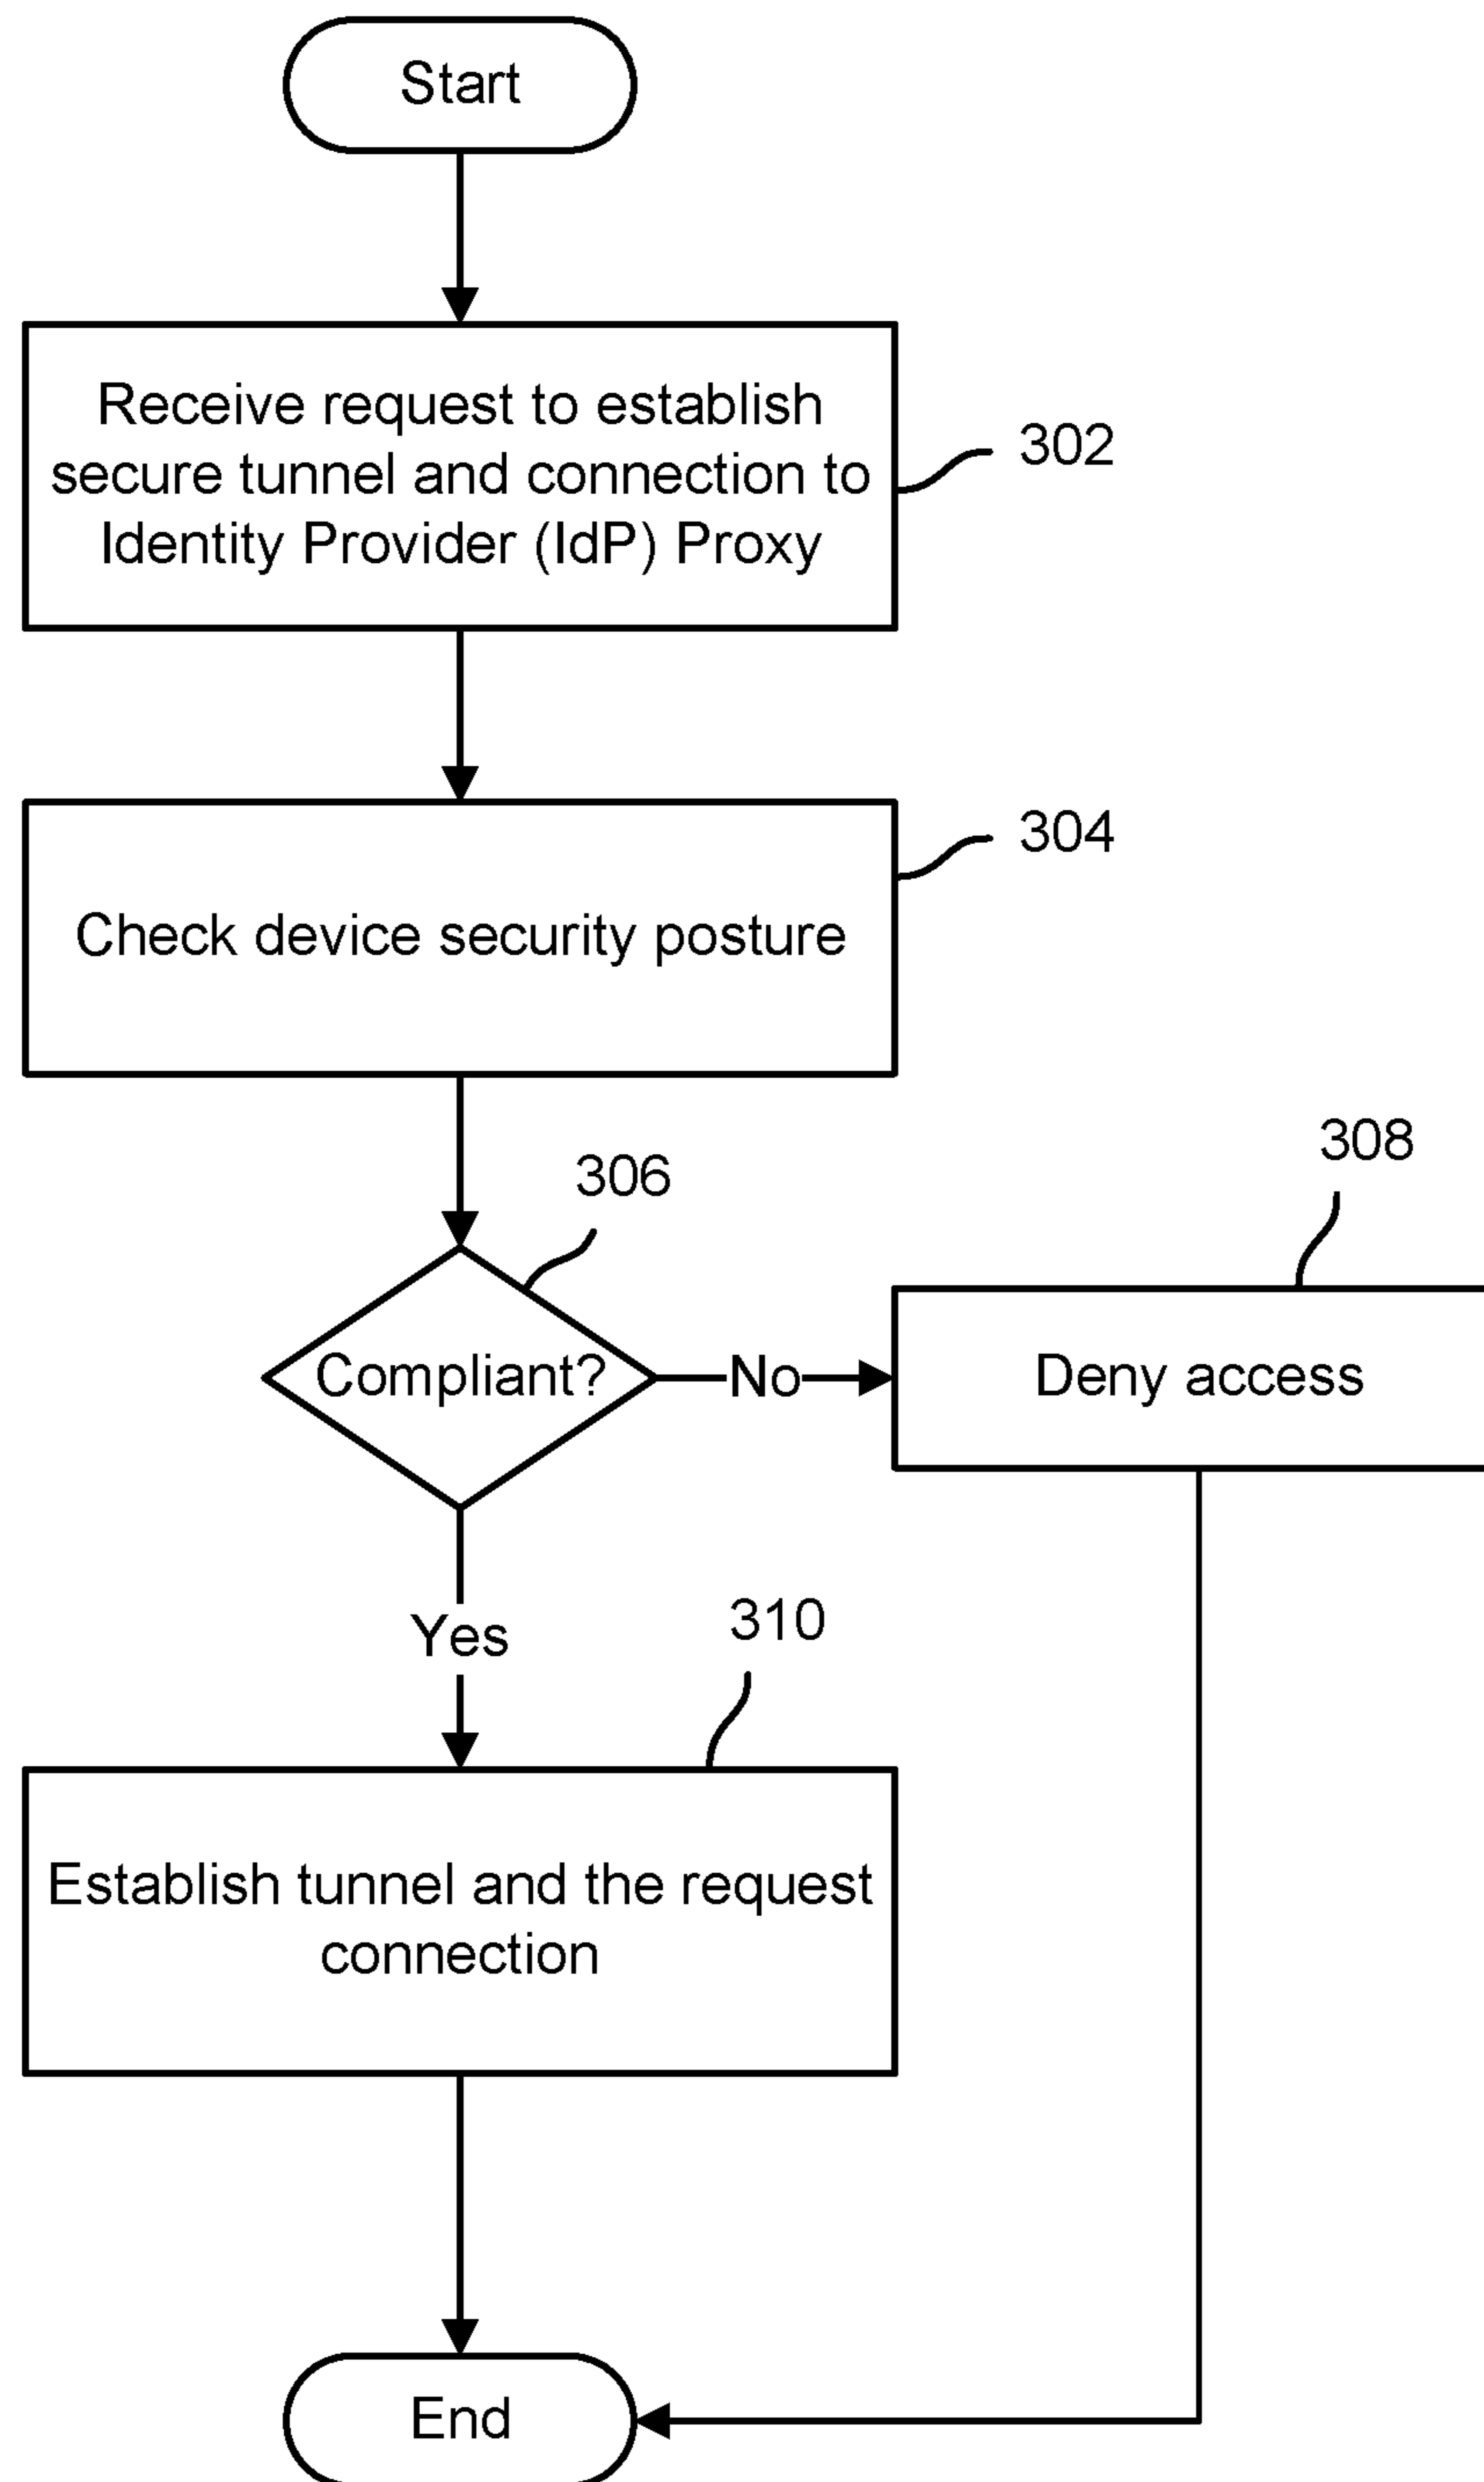 Start
Receive request to establish
secure tunnel and connection to
Identity Provider (IdP) Proxy
302
304
Check device security posture
306
308
Compliant?
No
Deny access
Yes
310
Establish tunnel and the request
connection
End